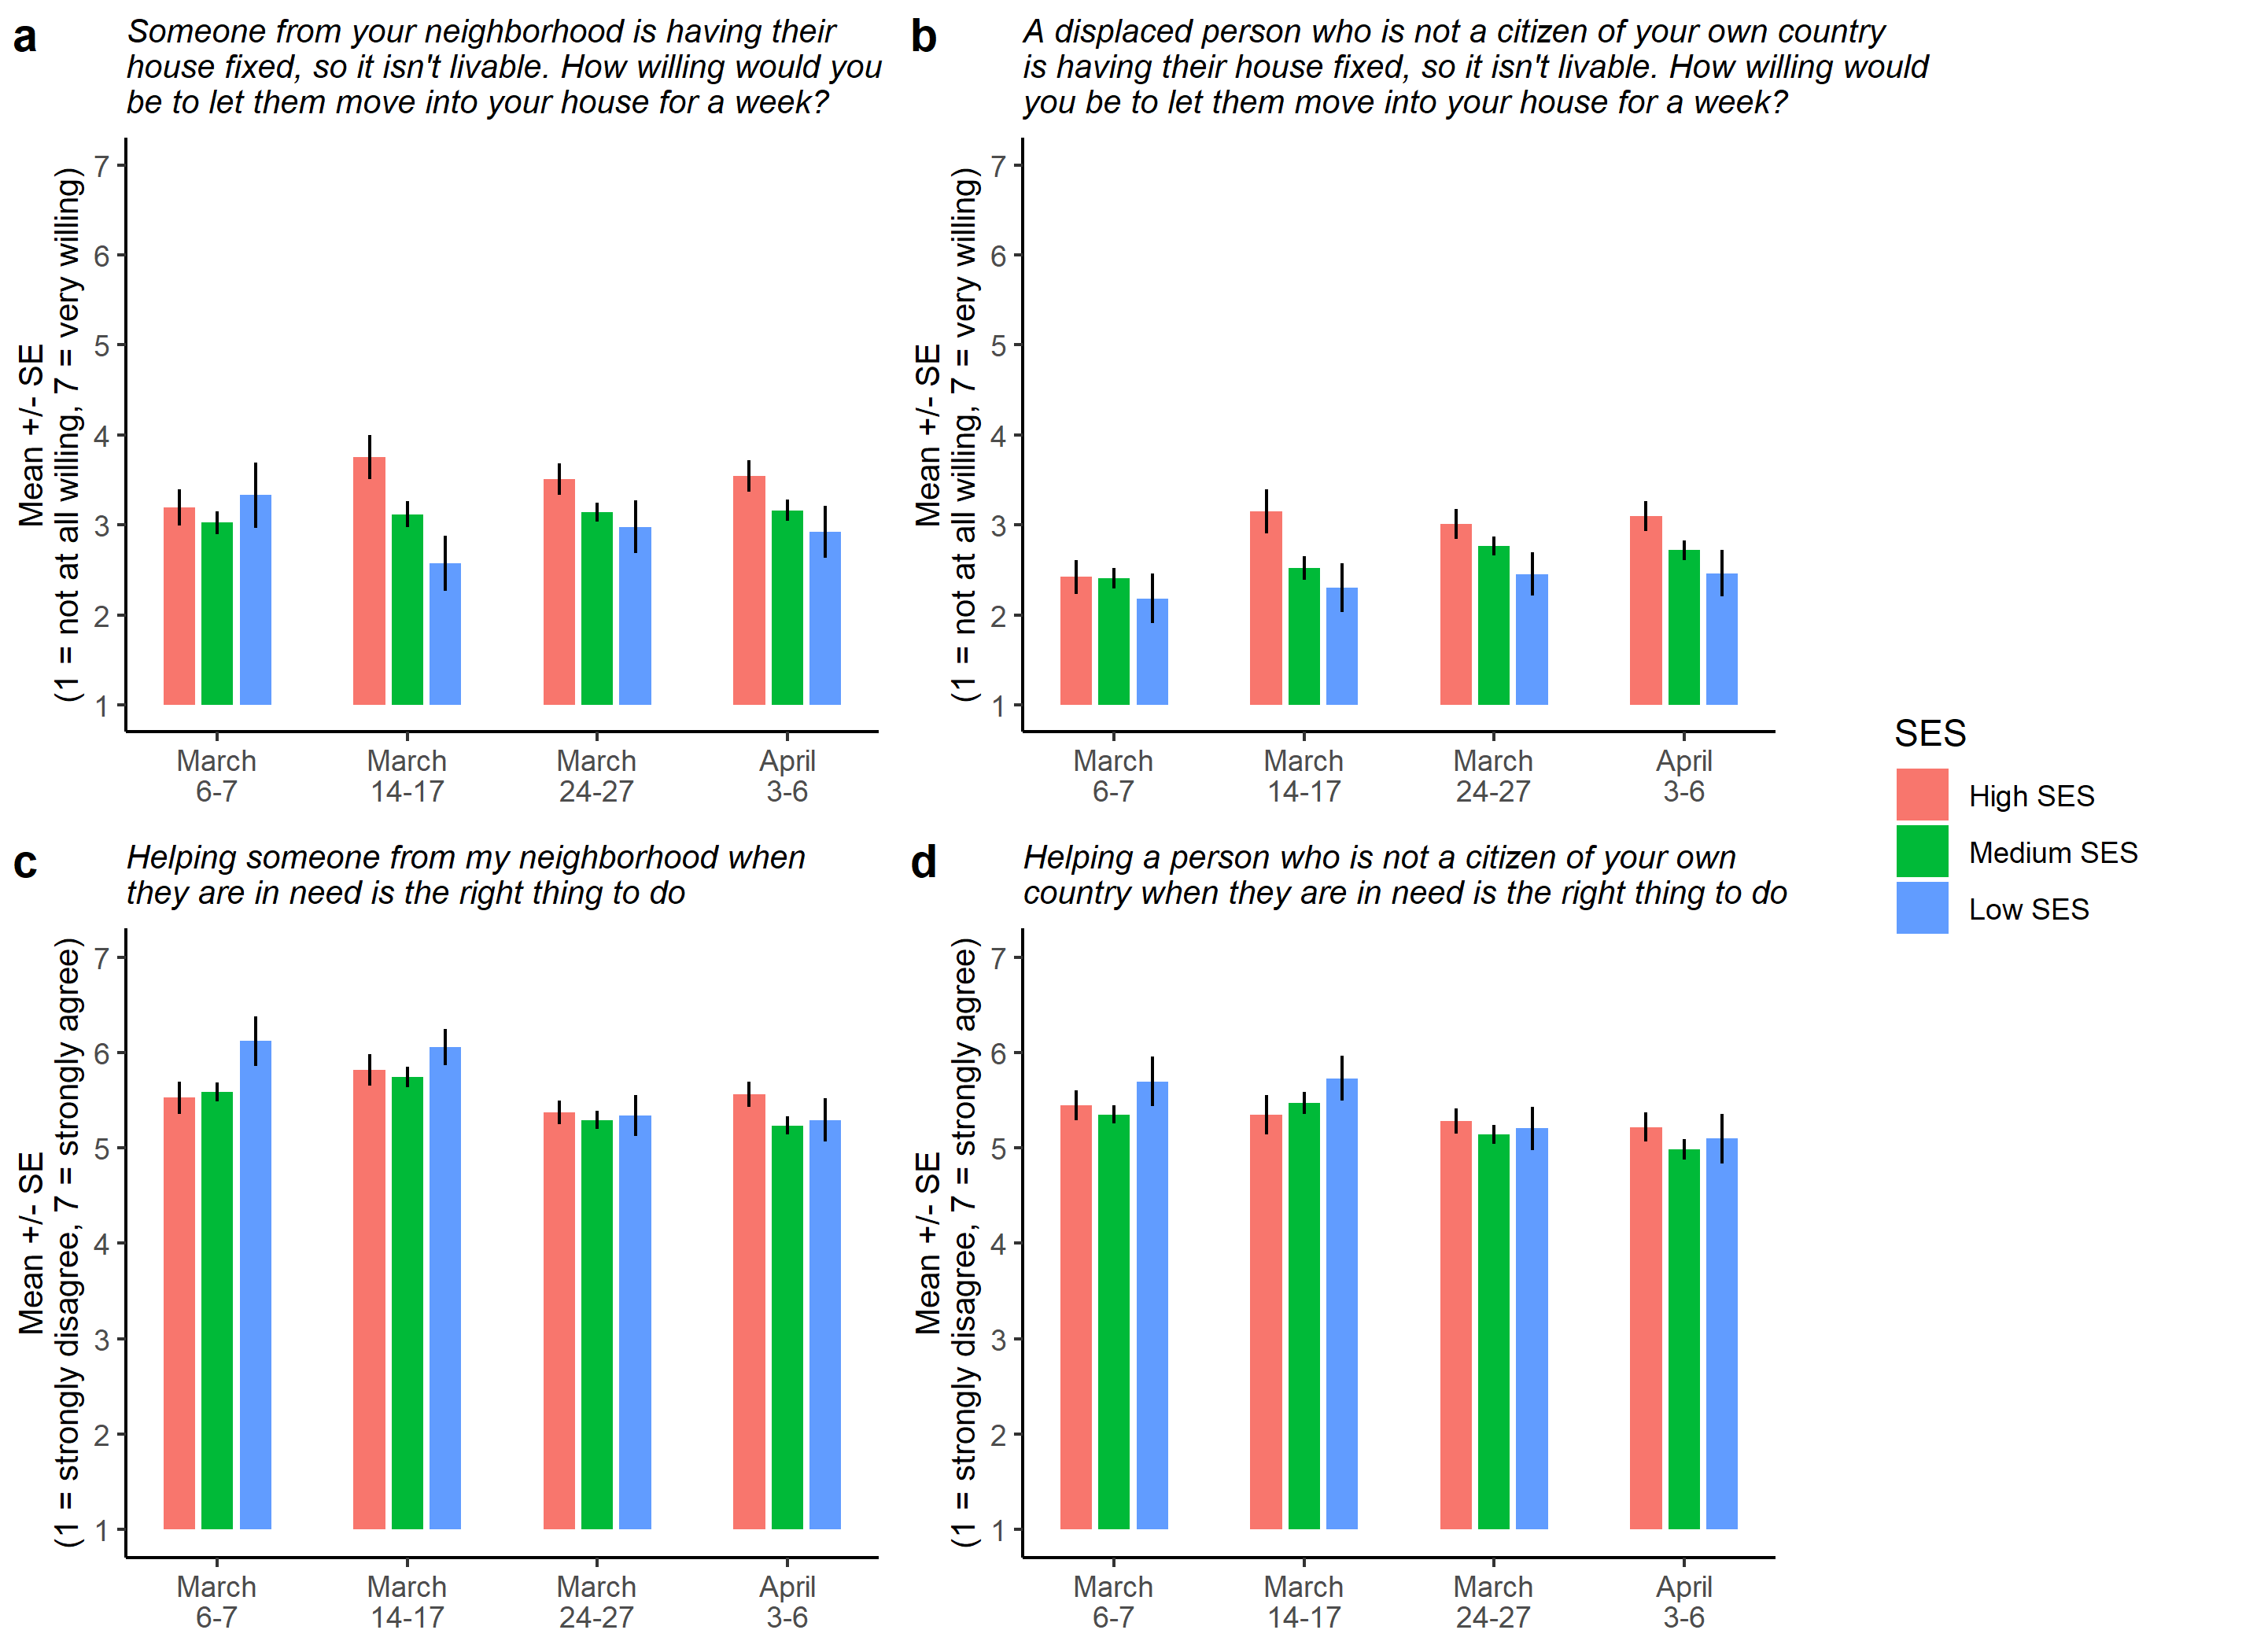 a
Someone from your neighborhood is having their
house fixed, so it isn't livable. How willing would you
be to let them move into your house for a week?
Mean +/- SE
(1 = not at all willing, 7 = very willing)
7
6
5
4
3
2
1
March
6-7
March
14-17
March
24-27
April
3-6
b
A displaced person who is not a citizen of your own country
is having their house fixed, so it isn't livable. How willing would
you be to let them move into your house for a week?
Mean +/- SE
(1 = not at all willing, 7 = very willing)
7
6
5
4
3
2
1
March
6-7
March
14-17
March
24-27
April
3-6
SES
High SES
Medium SES
Low SES
c
Helping someone from my neighborhood when
they are in need is the right thing to do
Mean +/- SE
(1 = strongly disagree, 7 = strongly agree)
7
6
5
4
3
2
1
March
6-7
March
14-17
March
24-27
April
3-6
d
Helping a person who is not a citizen of your own
country when they are in need is the right thing to do
Mean +/- SE
(1 = strongly disagree, 7 = strongly agree)
7
6
5
4
3
2
1
March
6-7
March
14-17
March
24-27
April
3-6